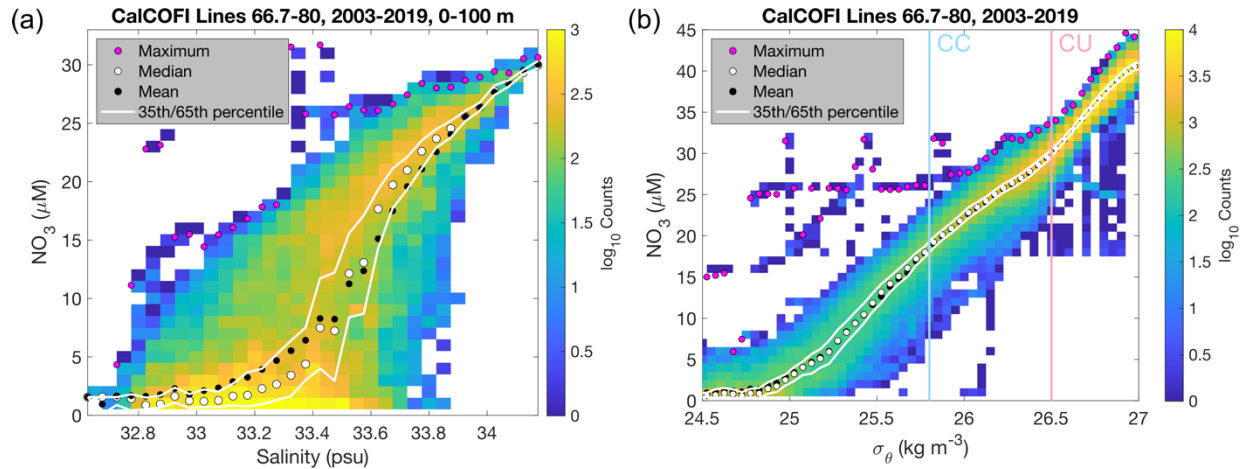 (a)
CalCOFI Lines 66.7-80, 2003-2019, 0-100 m
Maximum
Median
Mean
35th/65th percentile
NO3 (μM)
30
25
20
15
10
5
0
32.8
33
33.2
33.4
33.6
33.8
34
Salinity (psu)
3
2.5
2
1.5
1
0.5
0
log10 Counts
(b)
CalCOFI Lines 66.7-80, 2003-2019
Maximum
Median
Mean
35th/65th percentile
CC
CU
NO3 (μM)
45
40
35
30
25
20
15
10
5
0
24.5
25
25.5
26
26.5
27
σθ (kg m-3)
4
3.5
3
2.5
2
1.5
1
0.5
0
log10 Counts